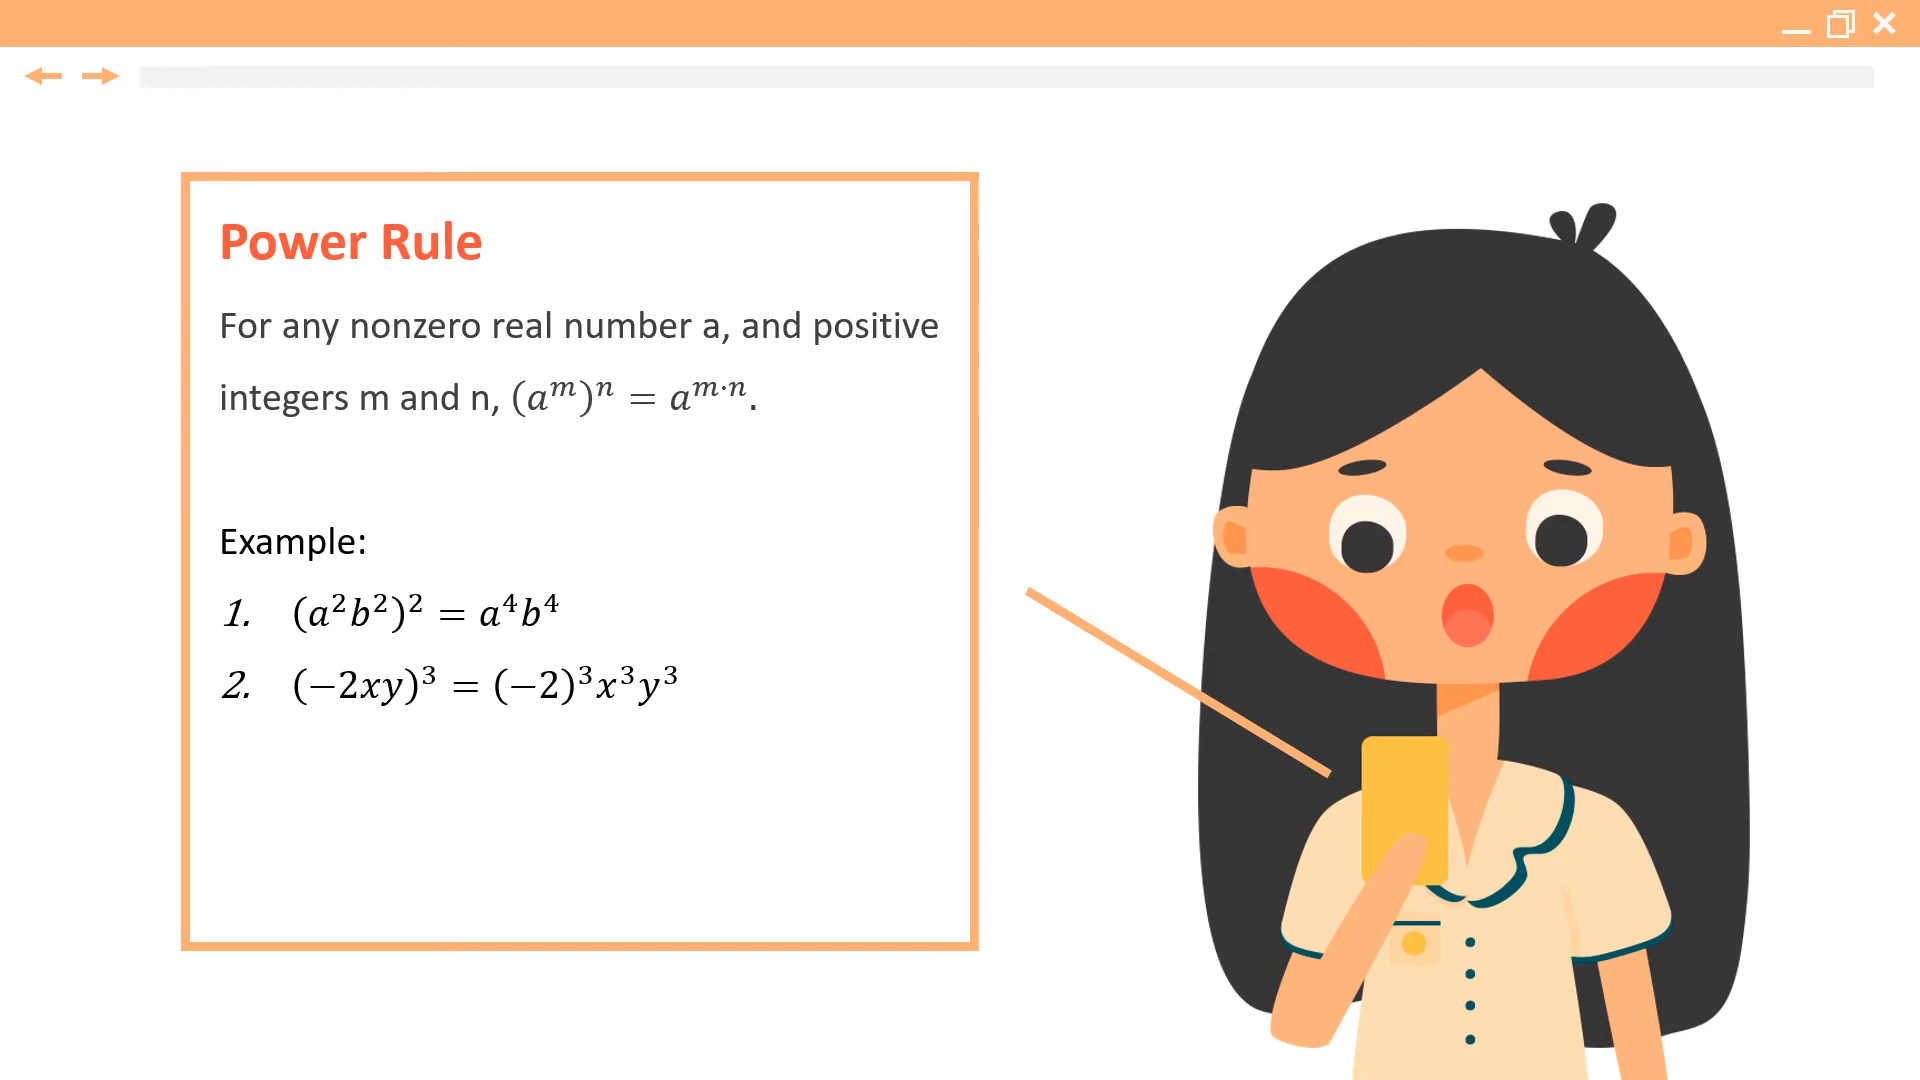 Power Rule
For any nonzero real number a, and positive
integers m and n, $(a^m)^n = a^{m \cdot n}$.
Example:
1. $(a^2b^2)^2 = a^4b^4$
2. $(-2xy)^3 = (-2)^3x^3y^3$